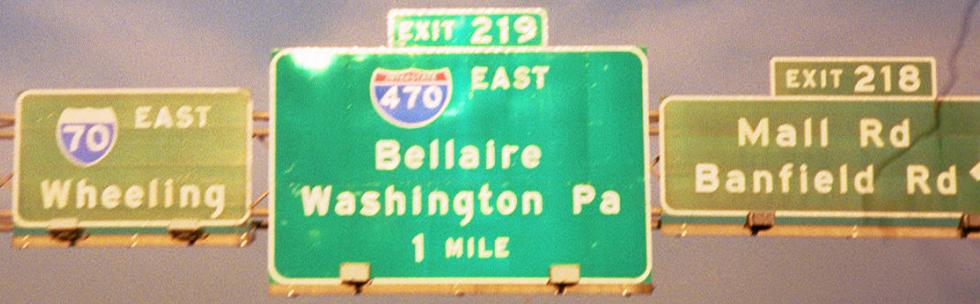 70 EAST
Wheeling
EXIT 219
INTERSTATE
470 EAST
Bellaire
Washington Pa
1 MILE
EXIT 218
Mall Rd
Banfield Rd